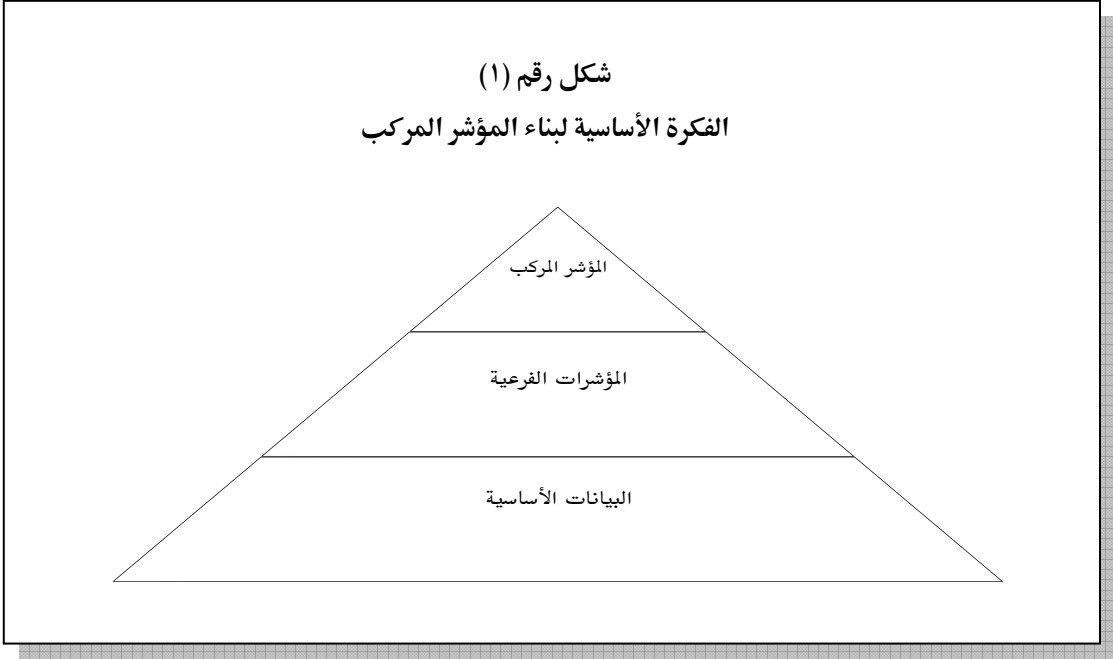 شكل رقم (١)
الفكرة الأساسية لبناء المؤشر المركب
المؤشر المركب
المؤشرات الفرعية
البيانات الأساسية